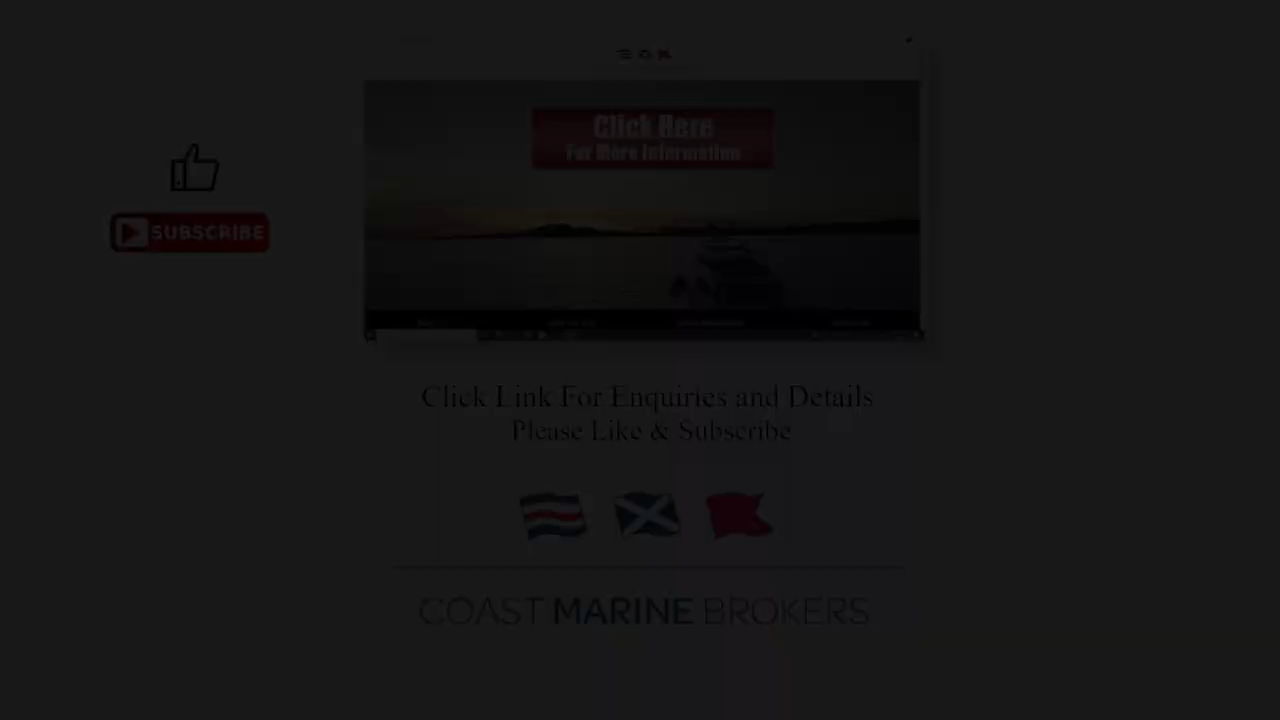 Click Here
For More Information
SUBSCRIBE
Click Link For Enquiries and Details
Please Like & Subscribe
COAST MARINE BROKERS